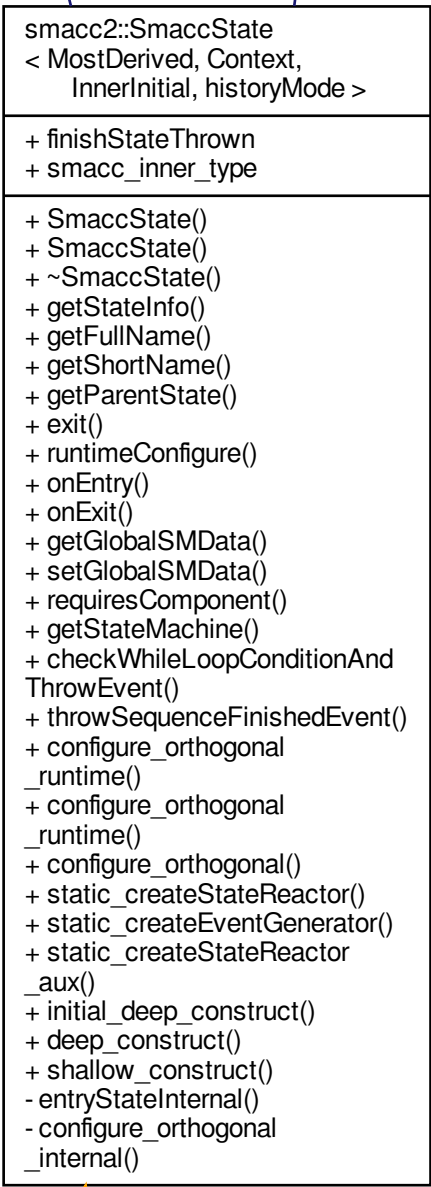 smacc2::SmaccState
< MostDerived, Context,
InnerInitial, historyMode >
+ finishStateThrown
+ smacc_inner_type
+ SmaccState()
+ SmaccState()
+ ~SmaccState()
+ getStateInfo()
+ getFullName()
+ getShortName()
+ getParentState()
+ exit()
+ runtimeConfigure()
+ onEntry()
+ onExit()
+ getGlobalSMData()
+ setGlobalSMData()
+ requiresComponent()
+ getStateMachine()
+ checkWhileLoopConditionAnd
ThrowEvent()
+ throwSequenceFinishedEvent()
+ configure_orthogonal
_runtime()
+ configure_orthogonal
_runtime()
+ configure_orthogonal()
+ static_createStateReactor()
+ static_createEventGenerator()
+ static_createStateReactor
_aux()
+ initial_deep_construct()
+ deep_construct()
+ shallow_construct()
- entryStateInternal()
- configure_orthogonal
_internal()